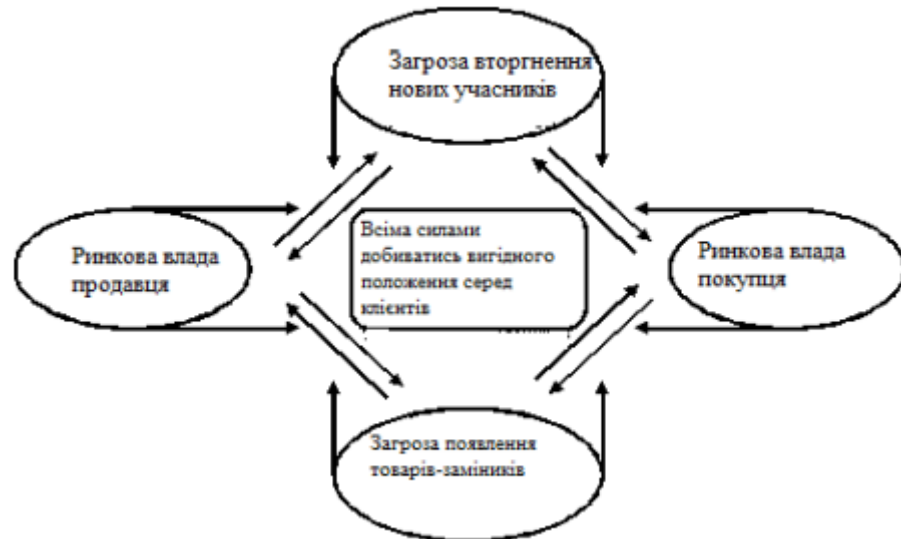 Загроза вторгнення
нових учасників
Ринкова влада
продавця
Всіма силами
добиватись вигідного
положення серед
клієнтів
Ринкова влада
покупця
Загроза появлення
товарів-заміників